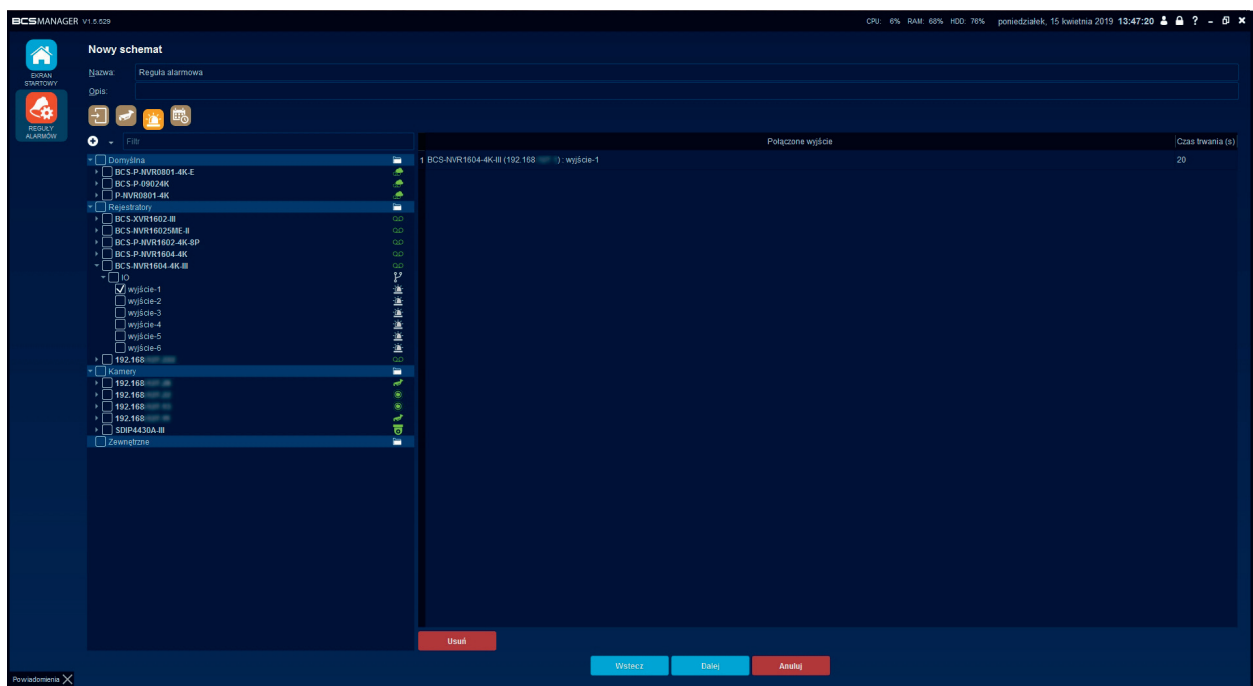 BCSMANAGER V1.5.529
CPU: 6% RAM: 68% HDD: 76% poniedziałek, 15 kwietnia 2019 13:47:20
EKRAN
STARTOWY
REGUŁY
ALARMÓW
Nowy schemat
Nazwa: Reguła alarmowa
Opis:
Filtr
Domyślna
BCS-P-NVR0801-4K-E
BCS-P-09024K
P-NVR0801-4K
Rejestratory
BCS-XVR1602-III
BCS-NVR16025ME-II
BCS-P-NVR1602-4K-8P
BCS-P-NVR1604-4K
BCS-NVR1604-4K-III
IO
wyjście-1
wyjście-2
wyjście-3
wyjście-4
wyjście-5
wyjście-6
192.168
Kamery
192.168
192.168
192.168
192.168
SDIP4430A-III
Zewnętrzne
Połączone wyjście Czas trwania (s)
1 BCS-NVR1604-4K-III (192.168 ) : wyjście-1 20
Usuń
Wstecz Dalej Anuluj
Powiadomienia